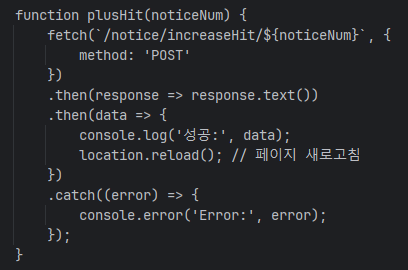 function plusHit(noticeNum) {
    fetch(`/notice/increaseHit/${noticeNum}`, {
        method: 'POST'
    })
    .then(response => response.text())
    .then(data => {
        console.log('성공:', data);
        location.reload(); // 페이지 새로고침
    })
    .catch((error) => {
        console.error('Error:', error);
    });
}